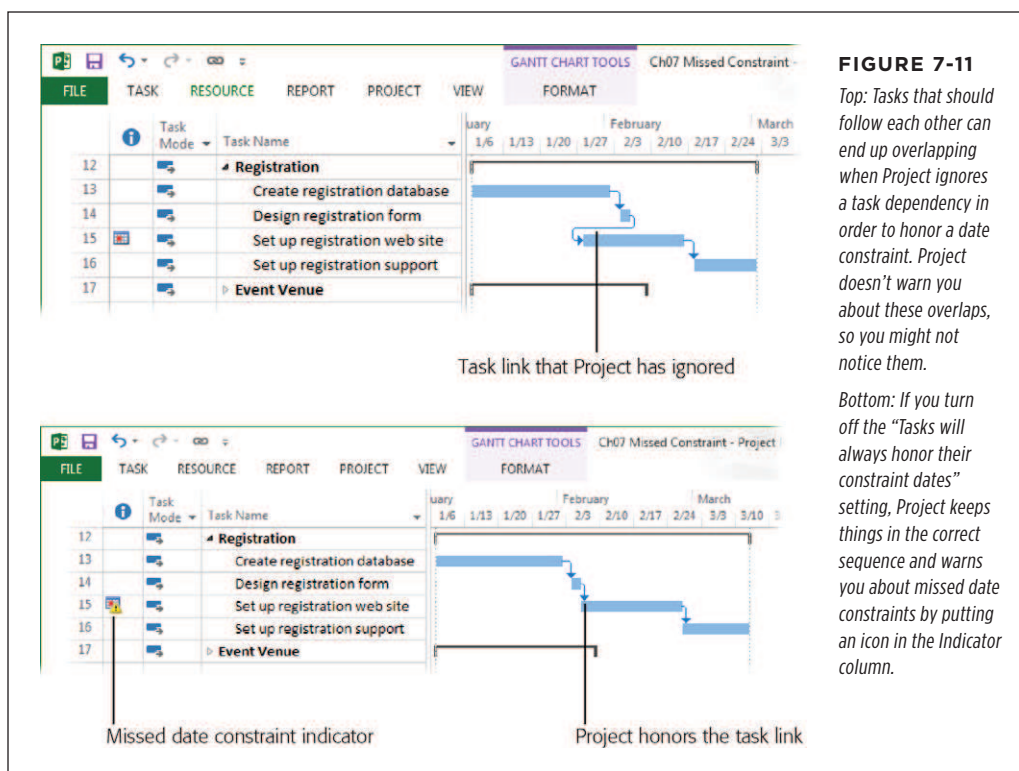 GANTT CHART TOOLS Ch07 Missed Constraint -
FILE TASK RESOURCE REPORT PROJECT VIEW FORMAT
Task Mode Task Name
uary February March
1/6 1/13 1/20 1/27 2/3 2/10 2/17 2/24 3/3
12 Registration
13 Create registration database
14 Design registration form
15 Set up registration web site
16 Set up registration support
17 Event Venue
Task link that Project has ignored
GANTT CHART TOOLS Ch07 Missed Constraint - Project
FILE TASK RESOURCE REPORT PROJECT VIEW FORMAT
Task Mode Task Name
uary February March
1/6 1/13 1/20 1/27 2/3 2/10 2/17 2/24 3/3 3/10
12 Registration
13 Create registration database
14 Design registration form
15 Set up registration web site
16 Set up registration support
17 Event Venue
Missed date constraint indicator
Project honors the task link
FIGURE 7-11
Top: Tasks that should
follow each other can
end up overlapping
when Project ignores
a task dependency in
order to honor a date
constraint. Project
doesn’t warn you
about these overlaps,
so you might not
notice them.
Bottom: If you turn
off the “Tasks will
always honor their
constraint dates”
setting, Project keeps
things in the correct
sequence and warns
you about missed date
constraints by putting
an icon in the Indicator
column.